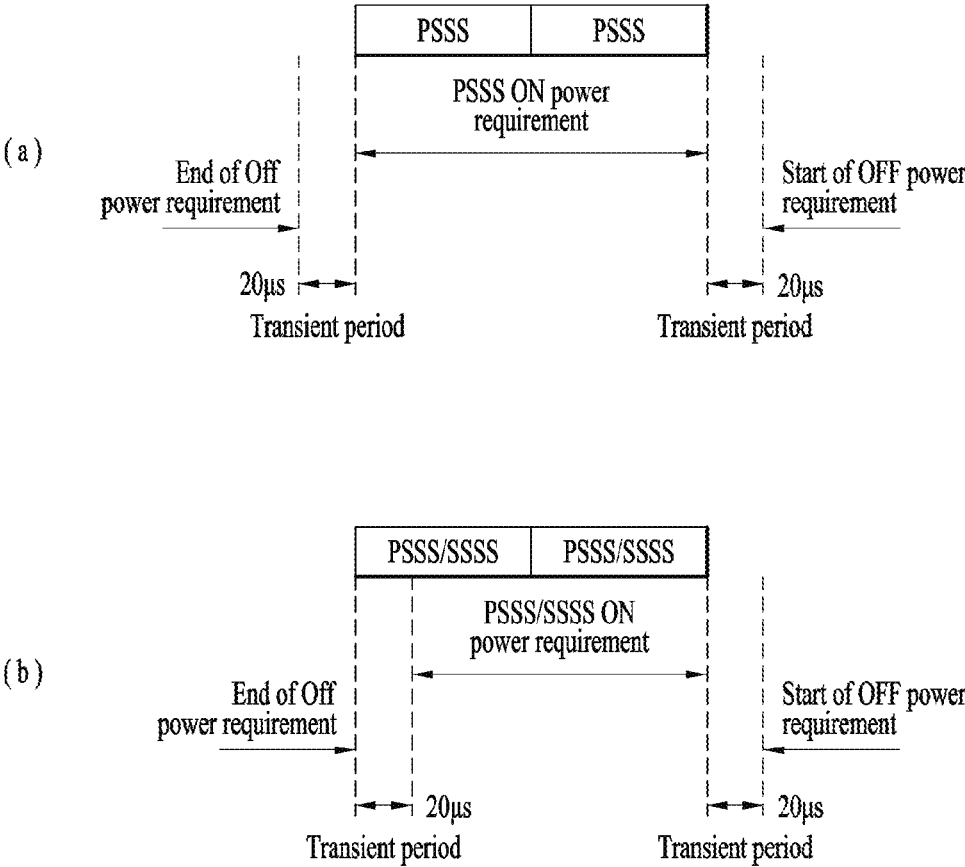 PSSS PSSS
PSSS ON power
requirement
(a)
End of Off
power requirement
Start of OFF power
requirement
20μs
20μs
Transient period
Transient period
PSSS/SSSS PSSS/SSSS
PSSS/SSSS ON
power requirement
(b)
End of Off
power requirement
Start of OFF power
requirement
20μs
20μs
Transient period
Transient period